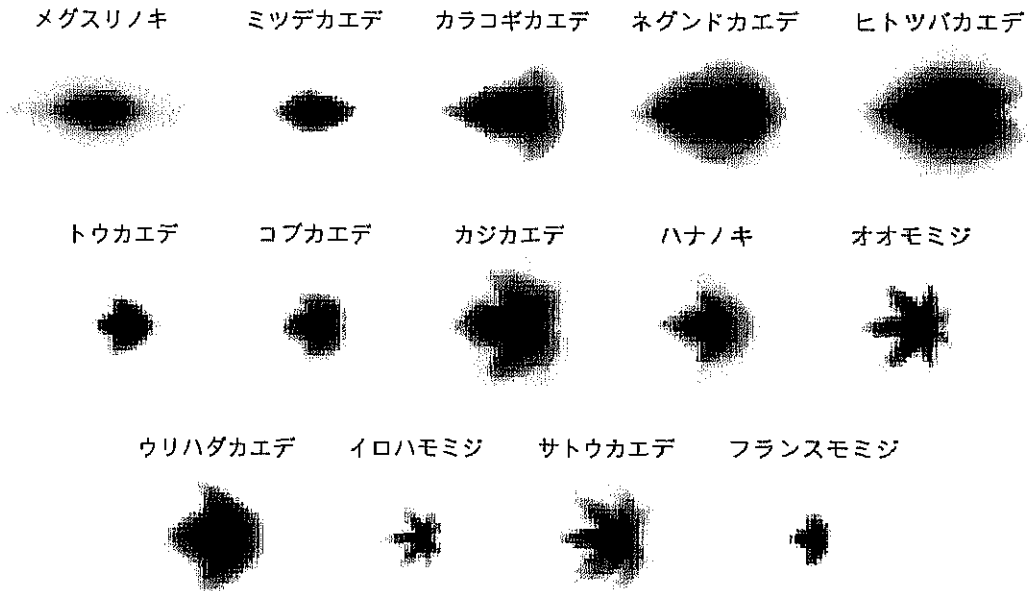 メグスリノキ ミツデカエデ カラコギカエデ ネグンドカエデ ヒトツバカエデ
トウカエデ コブカエデ カジカエデ ハナノキ オオモミジ
ウリハダカエデ イロハモミジ サトウカエデ フランスモミジ